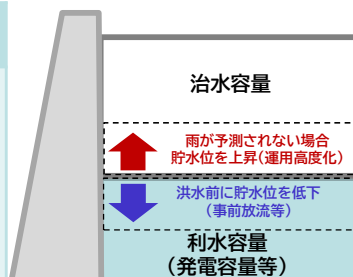 治水容量
雨が予測されない場合
貯水位を上昇(運用高度化)
洪水前に貯水位を低下
(事前放流等)
利水容量
(発電容量等)